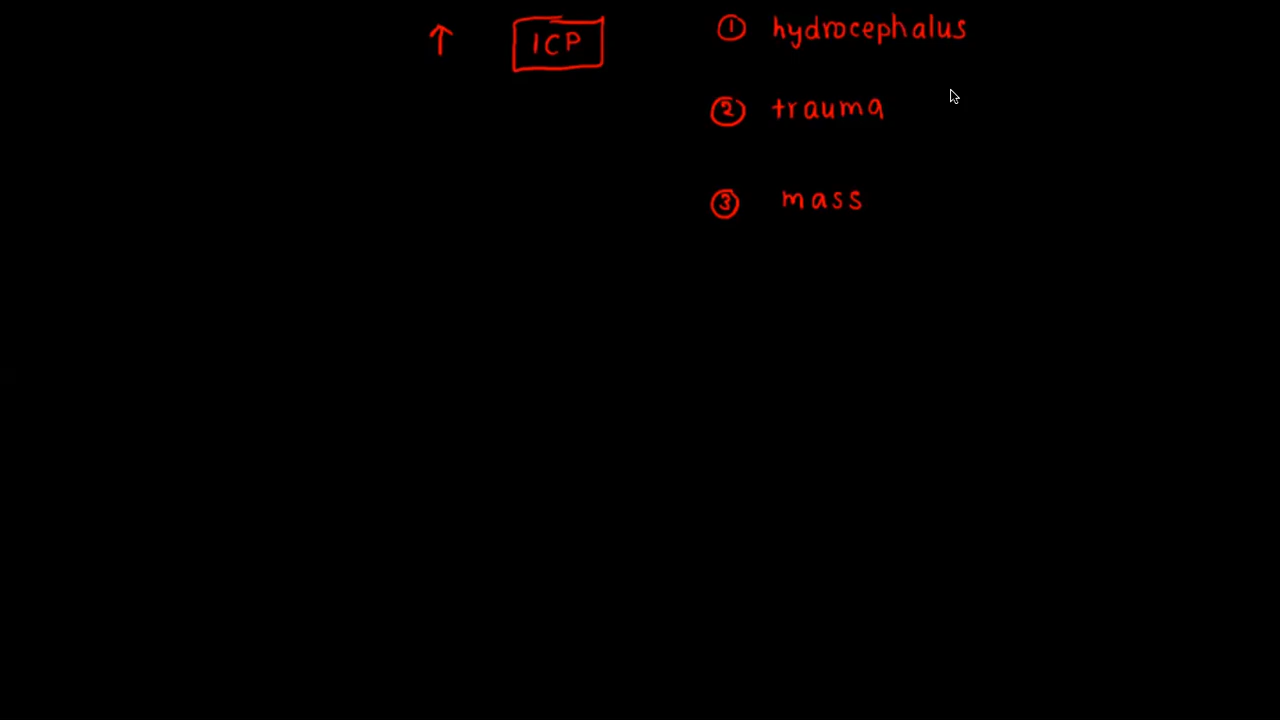 ↑ ICP
① hydrocephalus
② trauma
③ mass